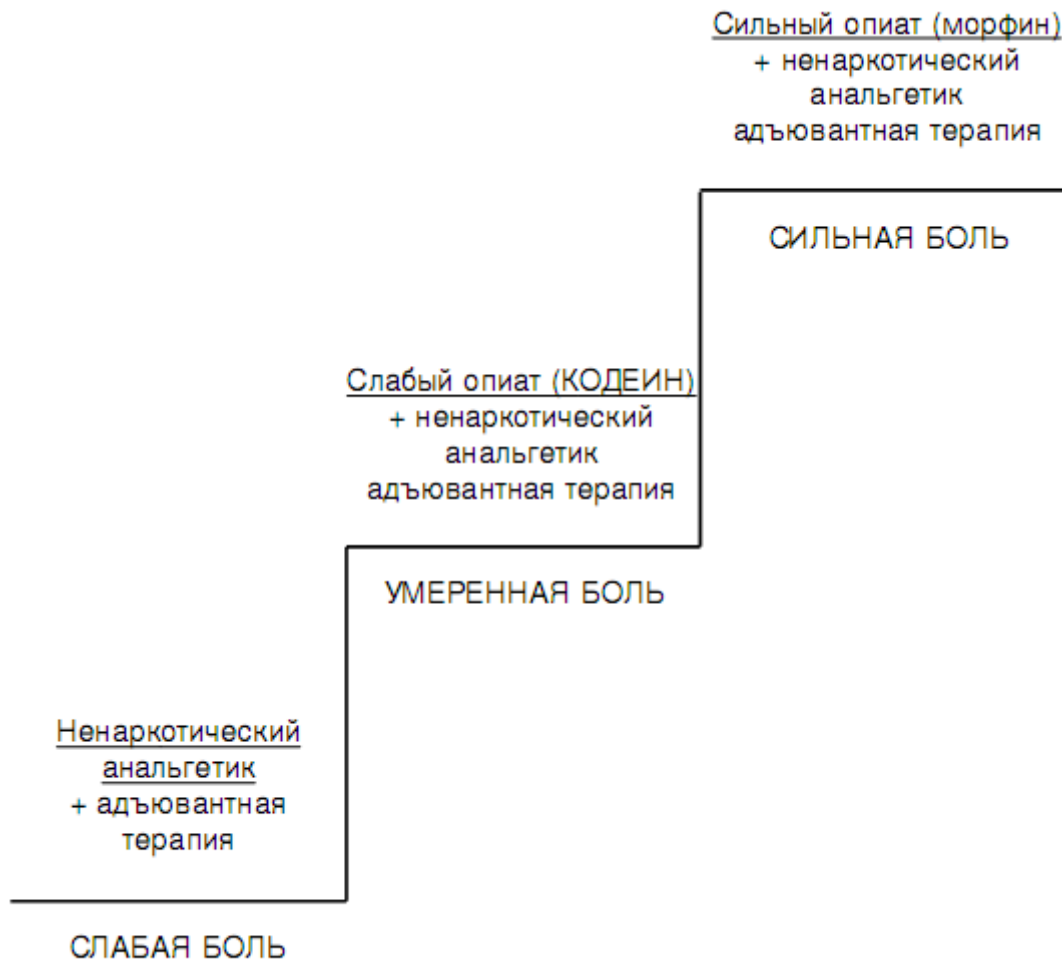 Сильный опиат (морфин)
+ ненаркотический
анальгетик
адъювантная терапия
СИЛЬНАЯ БОЛЬ
Слабый опиат (КОДЕИН)
+ ненаркотический
анальгетик
адъювантная терапия
УМЕРЕННАЯ БОЛЬ
Ненаркотический
анальгетик
+ адъювантная
терапия
СЛАБАЯ БОЛЬ